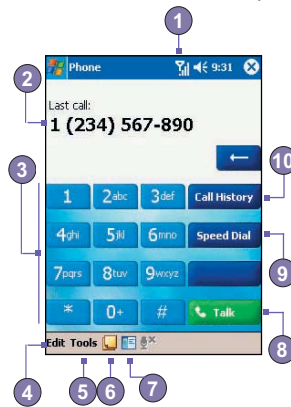 1
Phone 9:31
2
Last call:
1 (234) 567-890
3
1 2abc 3def Call History
10
4ghi 5jkl 6mno Speed Dial
9
7pqrs 8tuv 9wxyz
* 0+ # Talk
8
Edit Tools
4 5 6 7